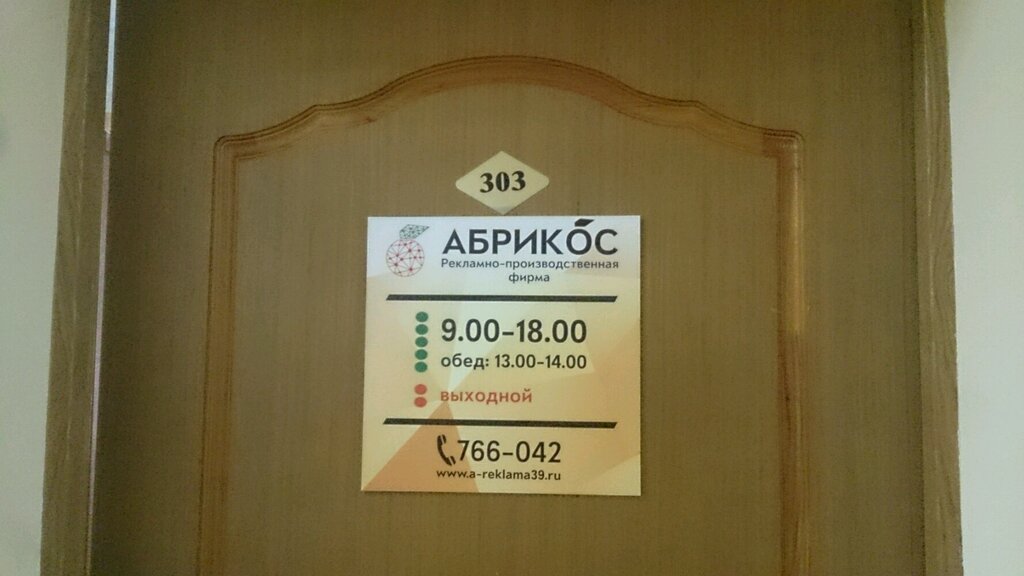 303
АБРИКОС
Рекламно-производственная
фирма
9.00-18.00
обед: 13.00-14.00
выходной
766-042
www.a-reklama39.ru